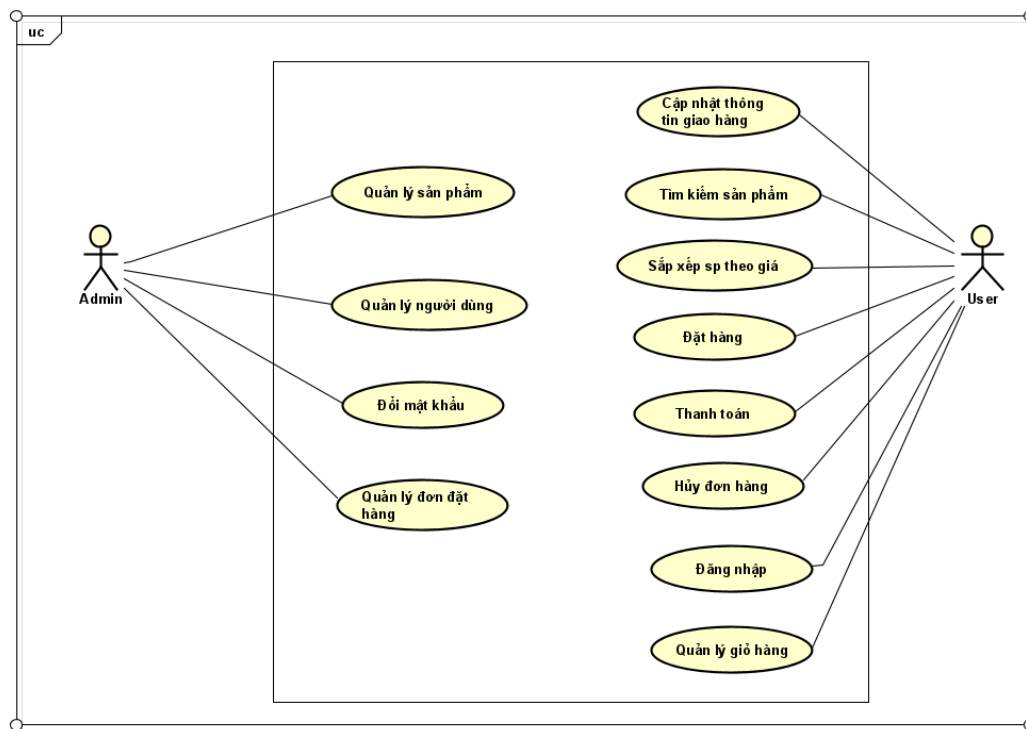 uc
Cập nhật thông
tin giao hàng
Quản lý sản phẩm
Tìm kiếm sản phẩm
Sắp xếp sp theo giá
Admin
User
Quản lý người dùng
Đặt hàng
Đổi mật khẩu
Thanh toán
Quản lý đơn đặt
hàng
Hủy đơn hàng
Đăng nhập
Quản lý giỏ hàng